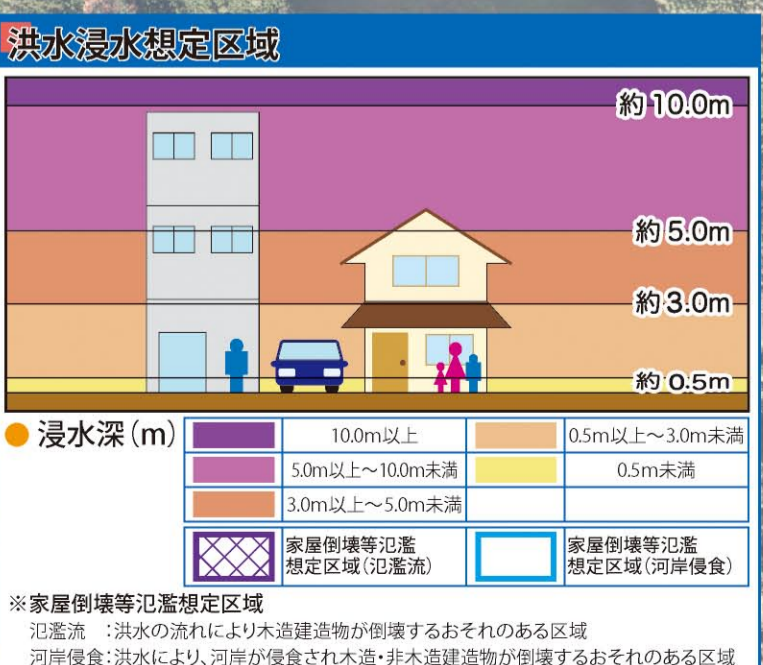 洪水浸水想定区域
約10.0m
約5.0m
約3.0m
約0.5m
浸水深(m)
10.0m以上
0.5m以上～3.0m未満
5.0m以上～10.0m未満
0.5m未満
3.0m以上～5.0m未満
家屋倒壊等氾濫
想定区域(氾濫流)
家屋倒壊等氾濫
想定区域(河岸侵食)
※家屋倒壊等氾濫想定区域
氾濫流　:洪水の流れにより木造建造物が倒壊するおそれのある区域
河岸侵食:洪水により、河岸が侵食され木造・非木造建造物が倒壊するおそれのある区域